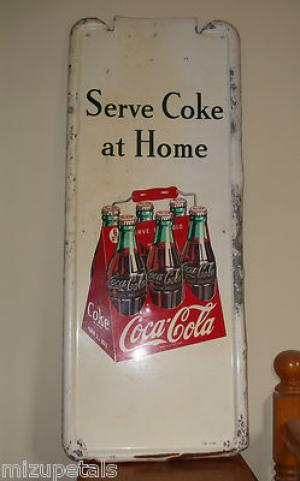 Serve Coke
at Home
Coke
Coca-Cola
mizupetals